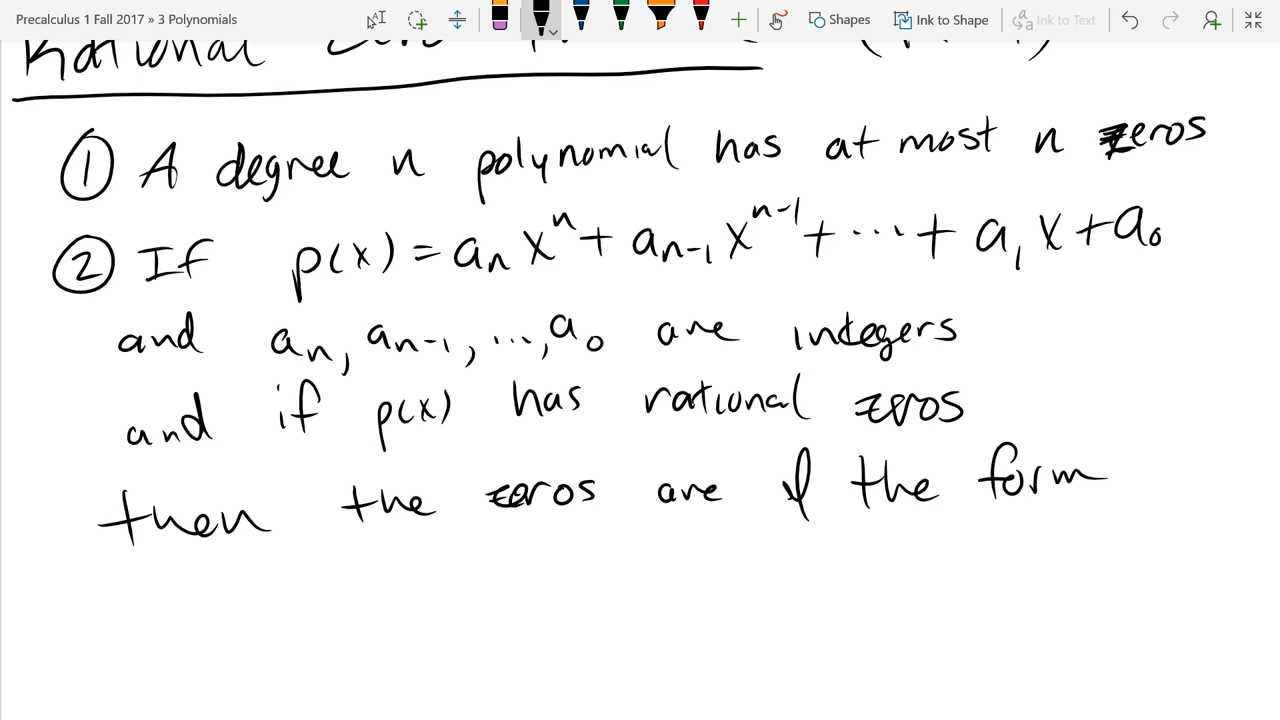 Precalculus 1 Fall 2017 » 3 Polynomials
Shapes
Ink to Shape
Ink to Text
Rational
① A degree n polynomial has at most n zeros
② If p(x) = aₙxⁿ + aₙ₋₁xⁿ⁻¹ + ... + a₁x + a₀
and aₙ, aₙ₋₁, ..., a₀ are integers
and if p(x) has rational zeros
then the zeros are of the form